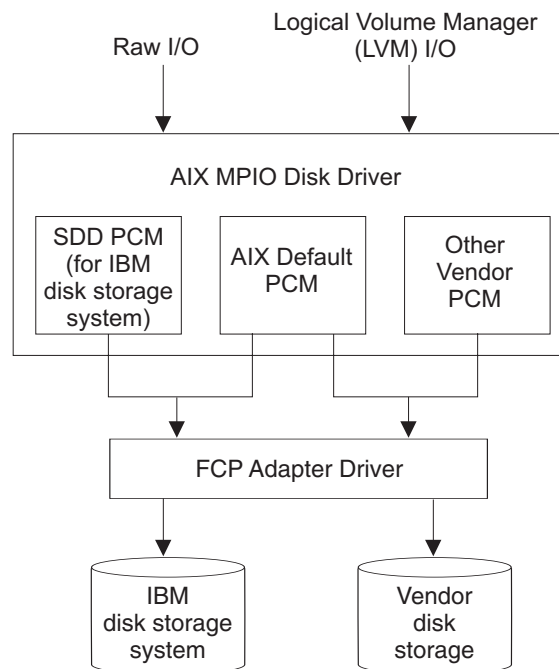 Raw I/O
Logical Volume Manager
(LVM) I/O
AIX MPIO Disk Driver
SDD PCM
(for IBM
disk storage
system)
AIX Default
PCM
Other
Vendor
PCM
FCP Adapter Driver
IBM
disk storage
system
Vendor
disk
storage